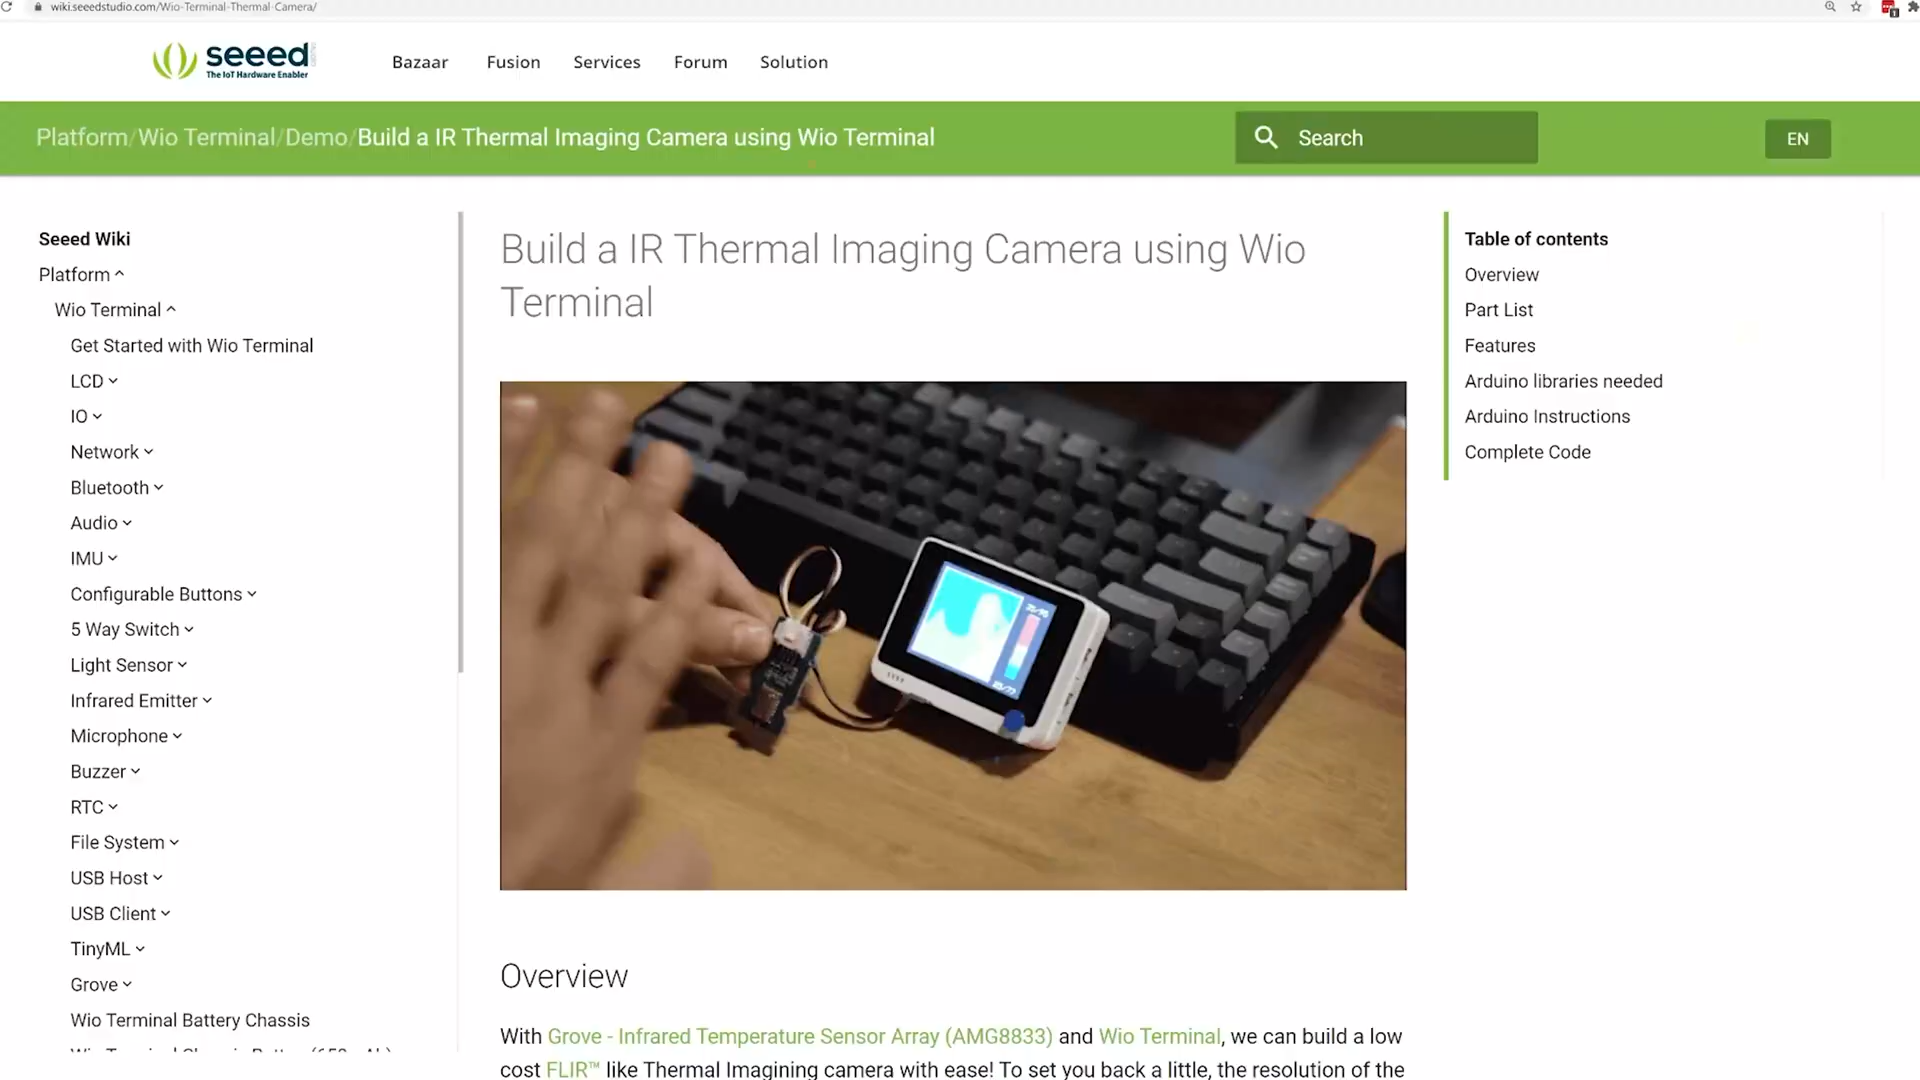 wiki.seeedstudio.com/Wio-Terminal-Thermal-Camera/
seeed
The IoT Hardware Enabler
Bazaar
Fusion
Services
Forum
Solution
Platform/Wio Terminal/Demo/Build a IR Thermal Imaging Camera using Wio Terminal
Search
EN
Seeed Wiki
Platform
Wio Terminal
Get Started with Wio Terminal
LCD
IO
Network
Bluetooth
Audio
IMU
Configurable Buttons
5 Way Switch
Light Sensor
Infrared Emitter
Microphone
Buzzer
RTC
File System
USB Host
USB Client
TinyML
Grove
Wio Terminal Battery Chassis
Build a IR Thermal Imaging Camera using Wio
Terminal
Overview
With Grove - Infrared Temperature Sensor Array (AMG8833) and Wio Terminal, we can build a low
cost FLIR™ like Thermal Imagining camera with ease! To set you back a little, the resolution of the
Table of contents
Overview
Part List
Features
Arduino libraries needed
Arduino Instructions
Complete Code